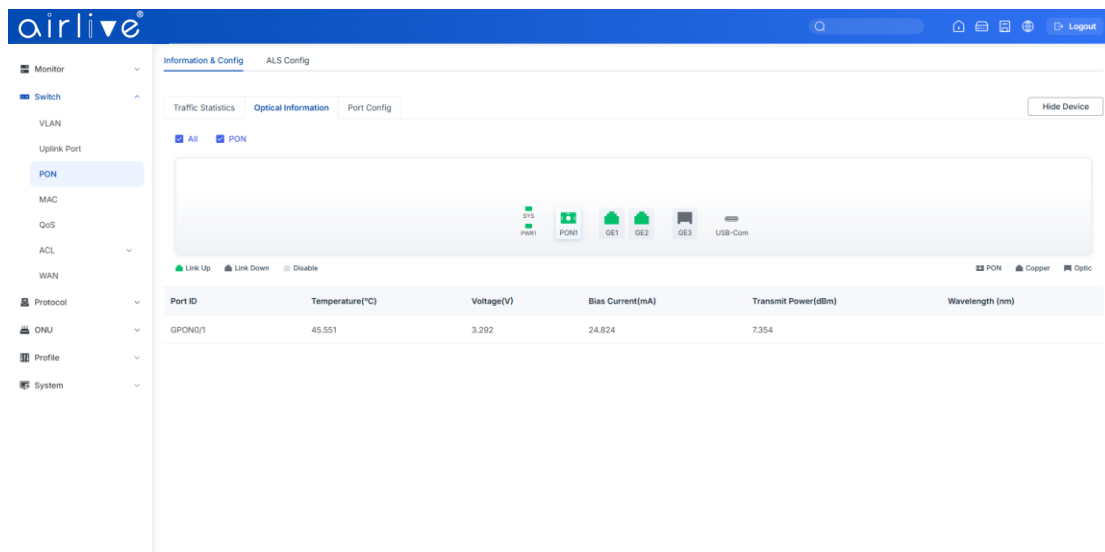 airlive®
Logout
Monitor
Switch
VLAN
Uplink Port
PON
MAC
QoS
ACL
WAN
Protocol
ONU
Profile
System
Information & Config ALS Config
Traffic Statistics Optical Information Port Config Hide Device
All PON
SYS
PWR1
PON1 GE1 GE2 GE3 USB-Com
Link Up Link Down Disable PON Copper Optic
Port ID Temperature(°C) Voltage(V) Bias Current(mA) Transmit Power(dBm) Wavelength (nm)
GPON0/1 45.551 3.292 24.824 7.354